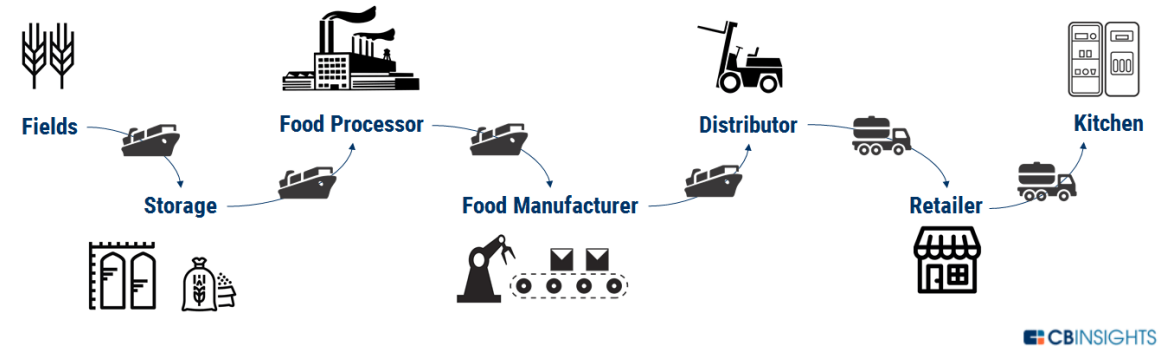 Fields
Storage
Food Processor
Food Manufacturer
Distributor
Retailer
Kitchen
CBINSIGHTS